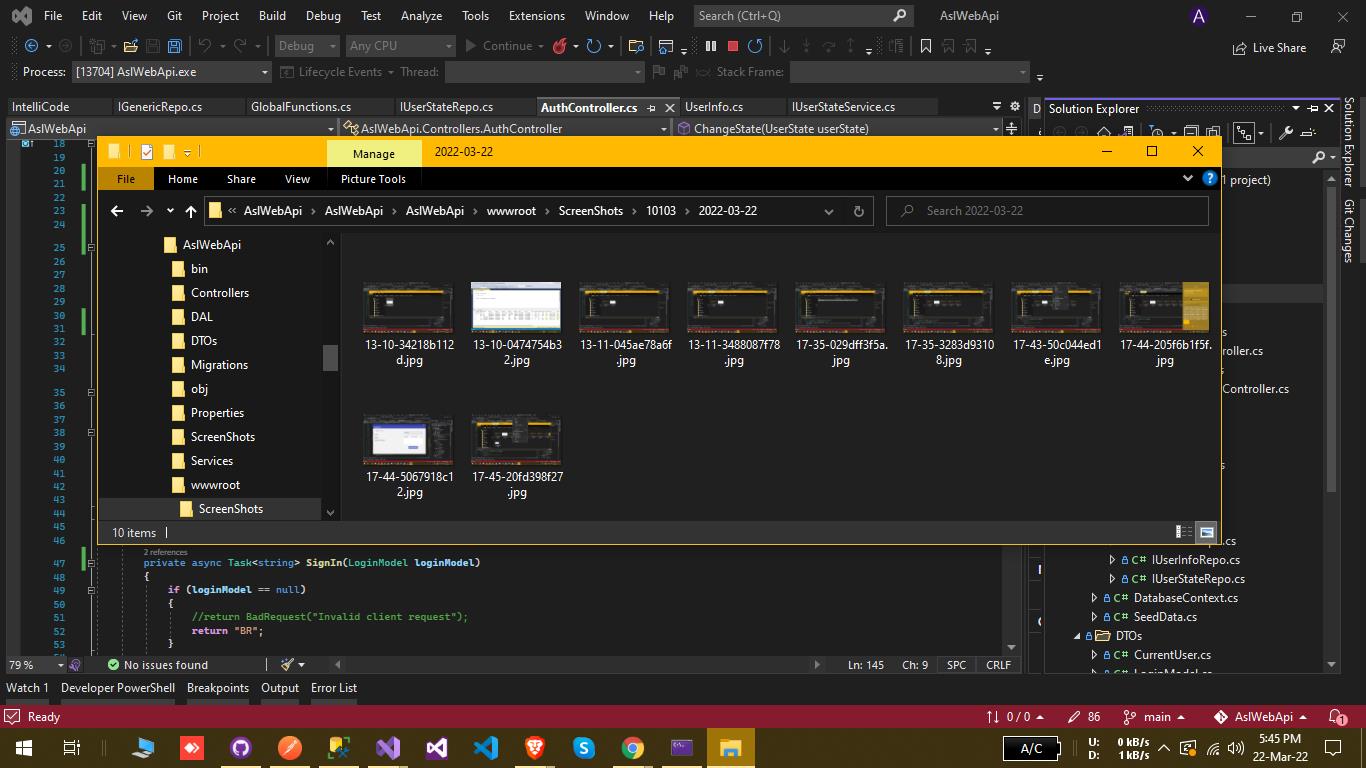 File Edit View Git Project Build Debug Test Analyze Tools Extensions Window Help Search (Ctrl+Q) AslWebApi A
Debug Any CPU Continue Live Share
Process: [13704] AslWebApi.exe Lifecycle Events Thread: Stack Frame:
IntelliCode IGenericRepo.cs GlobalFunctions.cs IUserStateRepo.cs AuthController.cs UserInfo.cs IUserStateService.cs Solution Explorer
AslWebApi AslWebApi.Controllers.AuthController ChangeState(UserState userState)
Solution Explorer
Git Changes
18
19
20
21
22
23
24
25
26
27
28
29
30
31
32
33
34
35
36
37
38
39
40
41
42
43
44
45
46
Manage 2022-03-22
File Home Share View Picture Tools
AslWebApi AslWebApi AslWebApi wwwroot ScreenShots 10103 2022-03-22 Search 2022-03-22
AslWebApi
bin
Controllers
DAL
DTOs
Migrations
obj
Properties
ScreenShots
Services
wwwroot
ScreenShots
13-10-34218b112 13-10-0474754b3 13-11-045ae78a6f 13-11-3488087f78 17-35-029dff3f5a. 17-35-3283d9310 17-43-50c044ed1 17-44-205f6b1f5f.
d.jpg 2.jpg .jpg .jpg jpg 8.jpg e.jpg jpg
17-44-5067918c1 17-45-20fd398f27
2.jpg .jpg
10 items
1 project)
roller.cs
Controller.cs
.cs
IUserInfoRepo.cs
IUserStateRepo.cs
DatabaseContext.cs
SeedData.cs
DTOs
CurrentUser.cs
LoginModel.cs
2 references
47 private async Task<string> SignIn(LoginModel loginModel)
48 {
49 if (loginModel == null)
50 {
51 //return BadRequest("Invalid client request");
52 return "BR";
53 }
79 % No issues found Ln: 145 Ch: 9 SPC CRLF
Watch 1 Developer PowerShell Breakpoints Output Error List
Ready 0 / 0 86 main AslWebApi 1
A/C U: 0 kB/s 5:45 PM
D: 1 kB/s 22-Mar-22